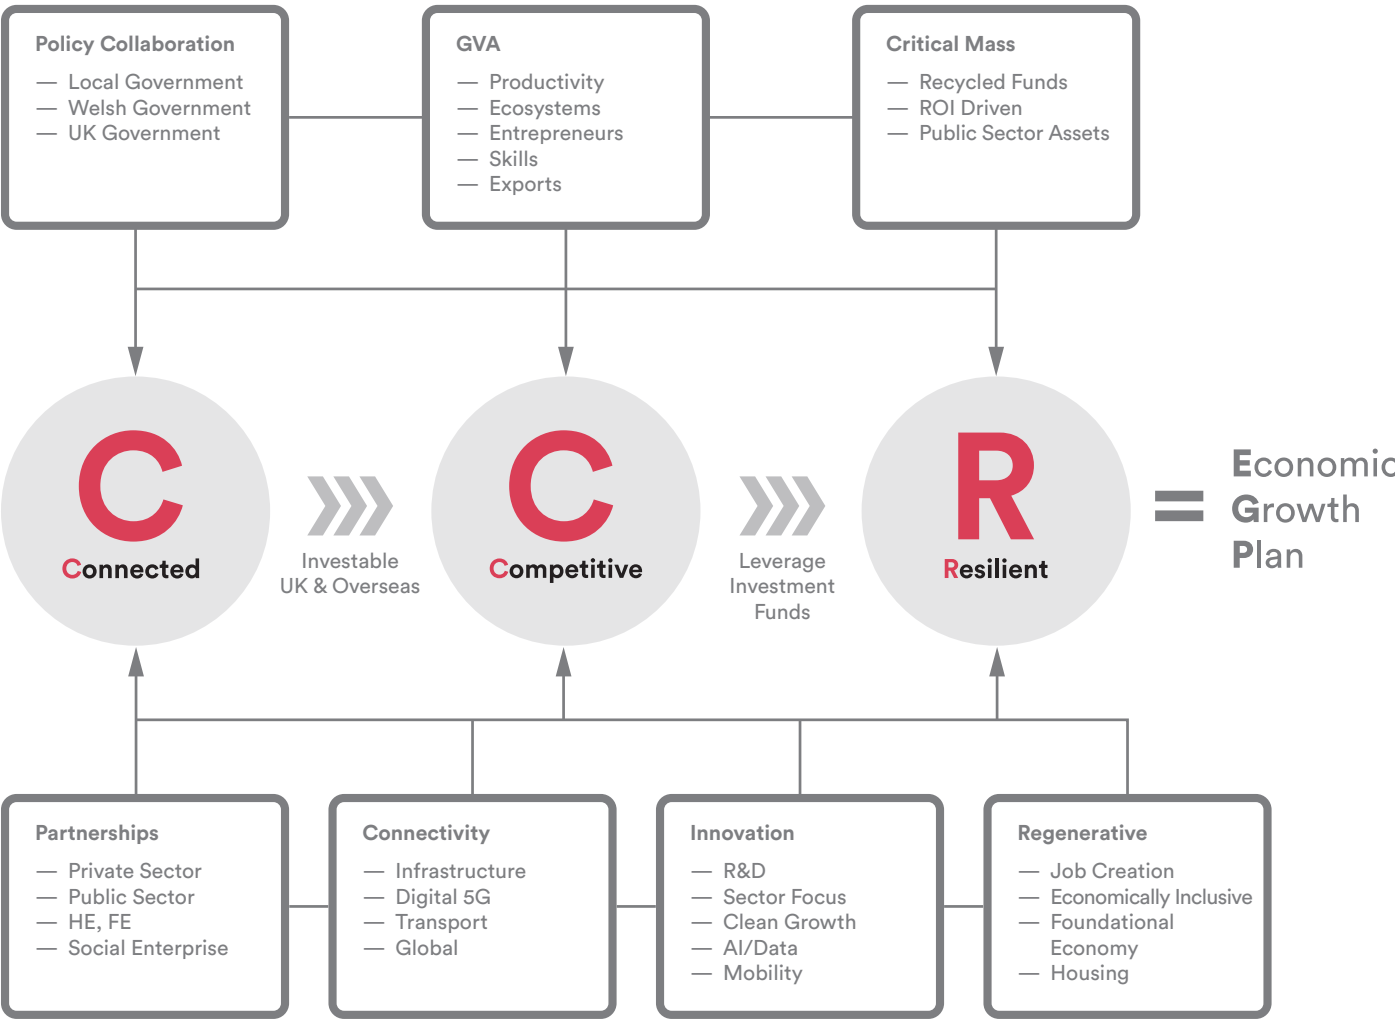 Policy Collaboration
— Local Government
— Welsh Government
— UK Government
GVA
— Productivity
— Ecosystems
— Entrepreneurs
— Skills
— Exports
Critical Mass
— Recycled Funds
— ROI Driven
— Public Sector Assets
C
Connected
Investable
UK & Overseas
C
Competitive
Leverage
Investment
Funds
R
Resilient
=
Economic
Growth
Plan
Partnerships
— Private Sector
— Public Sector
— HE, FE
— Social Enterprise
Connectivity
— Infrastructure
— Digital 5G
— Transport
— Global
Innovation
— R&D
— Sector Focus
— Clean Growth
— AI/Data
— Mobility
Regenerative
— Job Creation
— Economically Inclusive
— Foundational
Economy
— Housing